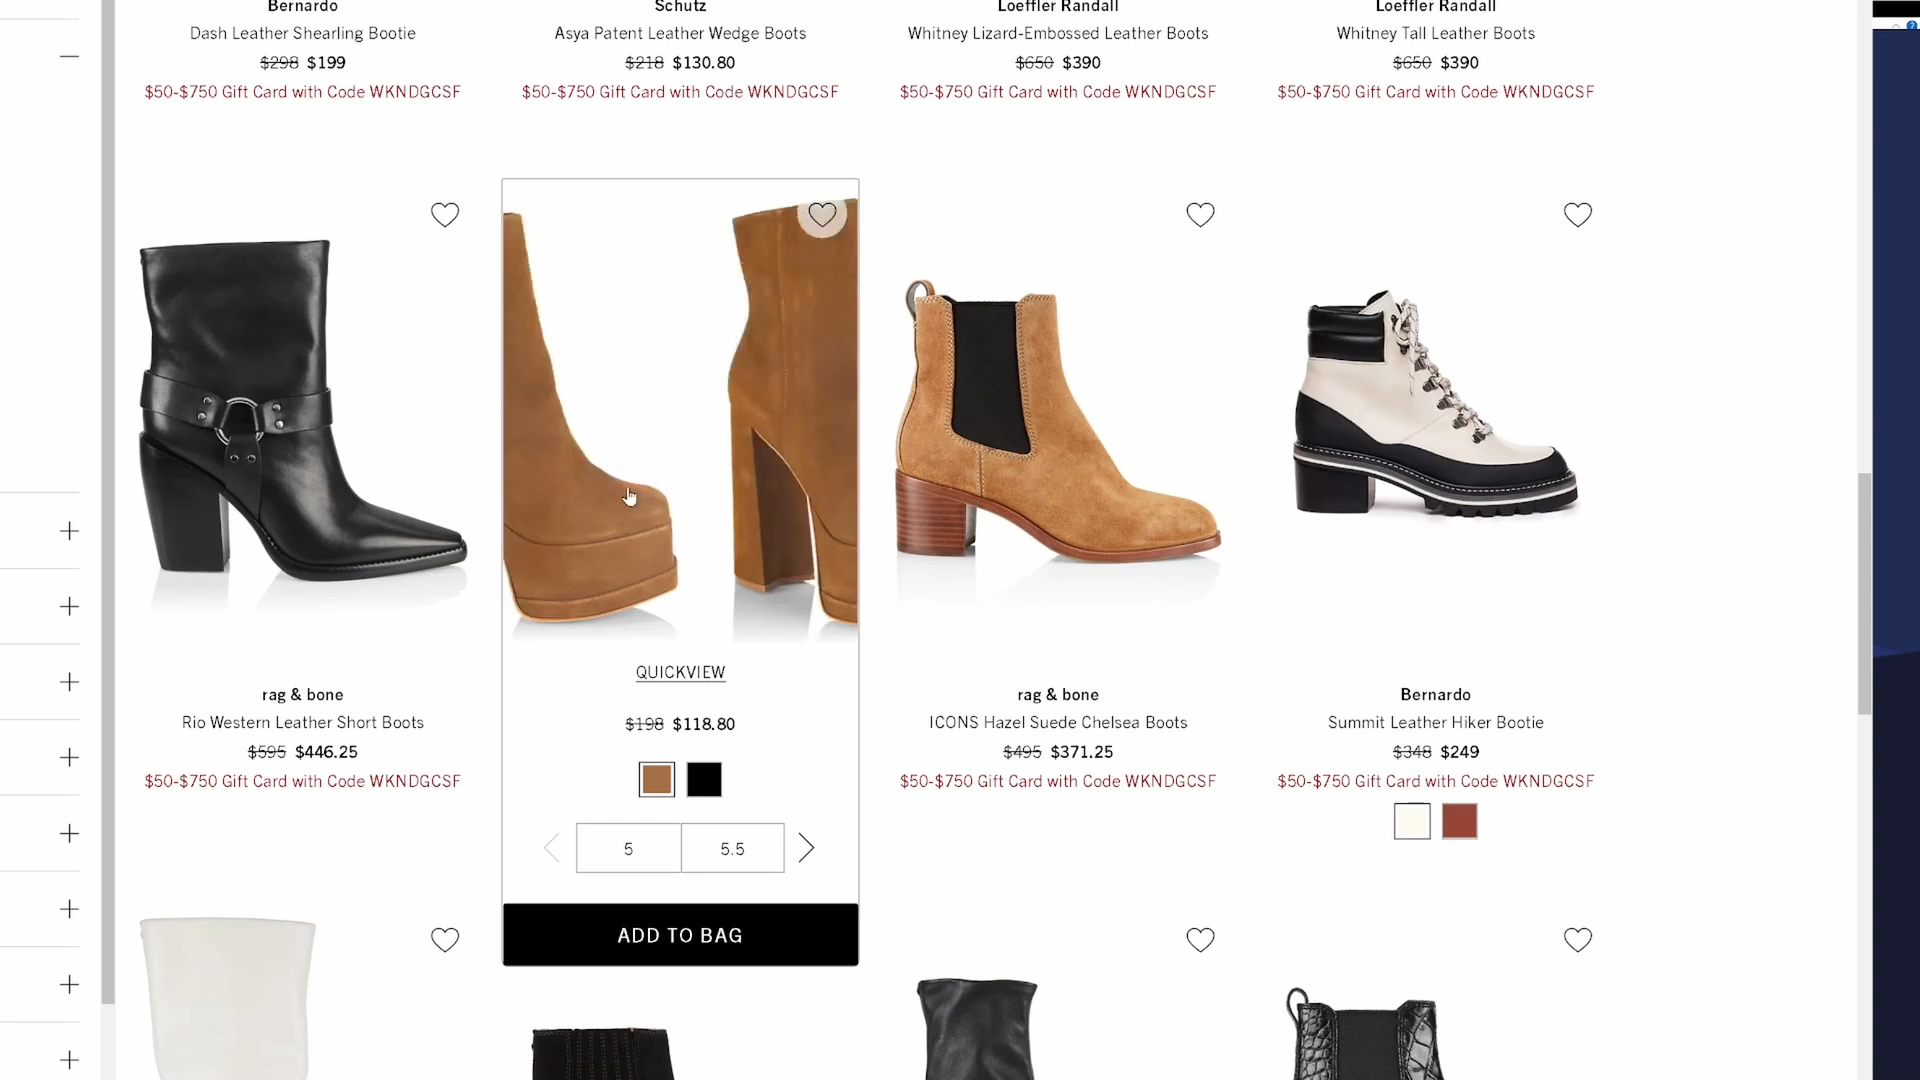 Bernardo
Dash Leather Shearling Bootie
$298 $199
$50-$750 Gift Card with Code WKNDGCSF
Schutz
Asya Patent Leather Wedge Boots
$218 $130.80
$50-$750 Gift Card with Code WKNDGCSF
Loeffler Randall
Whitney Lizard-Embossed Leather Boots
$650 $390
$50-$750 Gift Card with Code WKNDGCSF
Loeffler Randall
Whitney Tall Leather Boots
$650 $390
$50-$750 Gift Card with Code WKNDGCSF
rag & bone
Rio Western Leather Short Boots
$595 $446.25
$50-$750 Gift Card with Code WKNDGCSF
QUICKVIEW
$198 $118.80
5 5.5
ADD TO BAG
rag & bone
ICONS Hazel Suede Chelsea Boots
$495 $371.25
$50-$750 Gift Card with Code WKNDGCSF
Bernardo
Summit Leather Hiker Bootie
$348 $249
$50-$750 Gift Card with Code WKNDGCSF